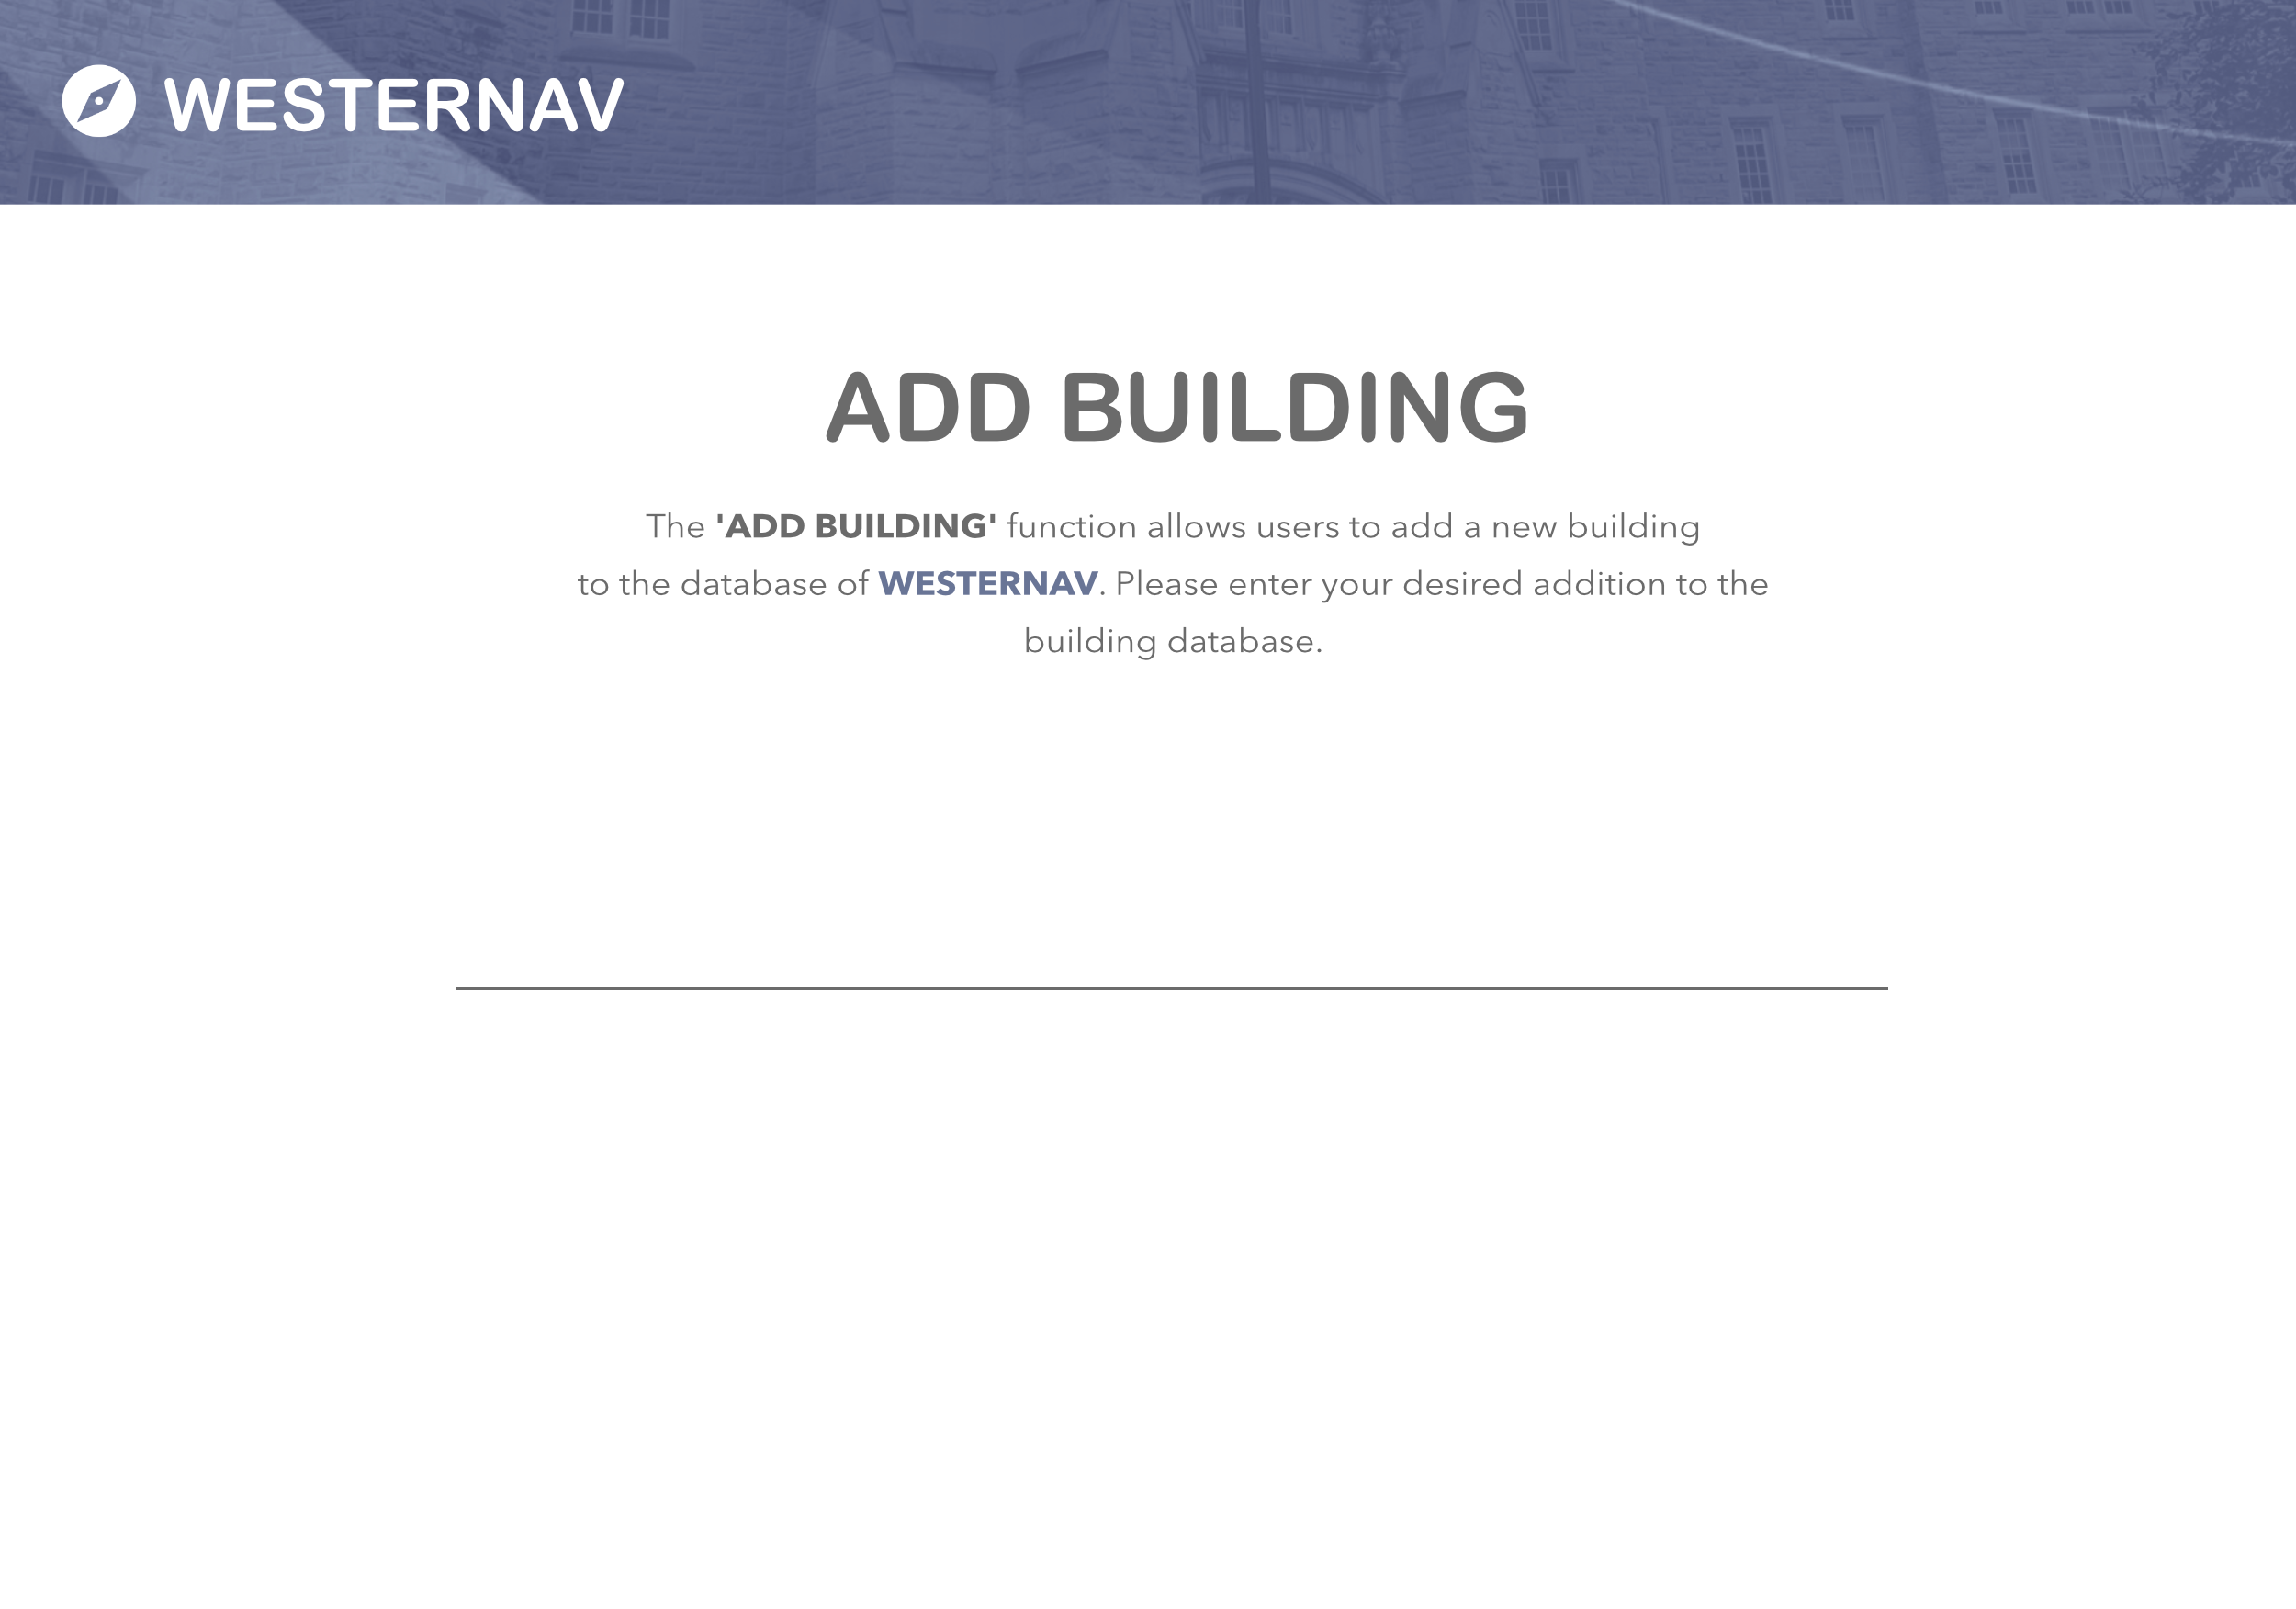 WESTERNAV
ADD BUILDING
The 'ADD BUILDING' function allows users to add a new building
to the database of WESTERNAV. Please enter your desired addition to the
building database.